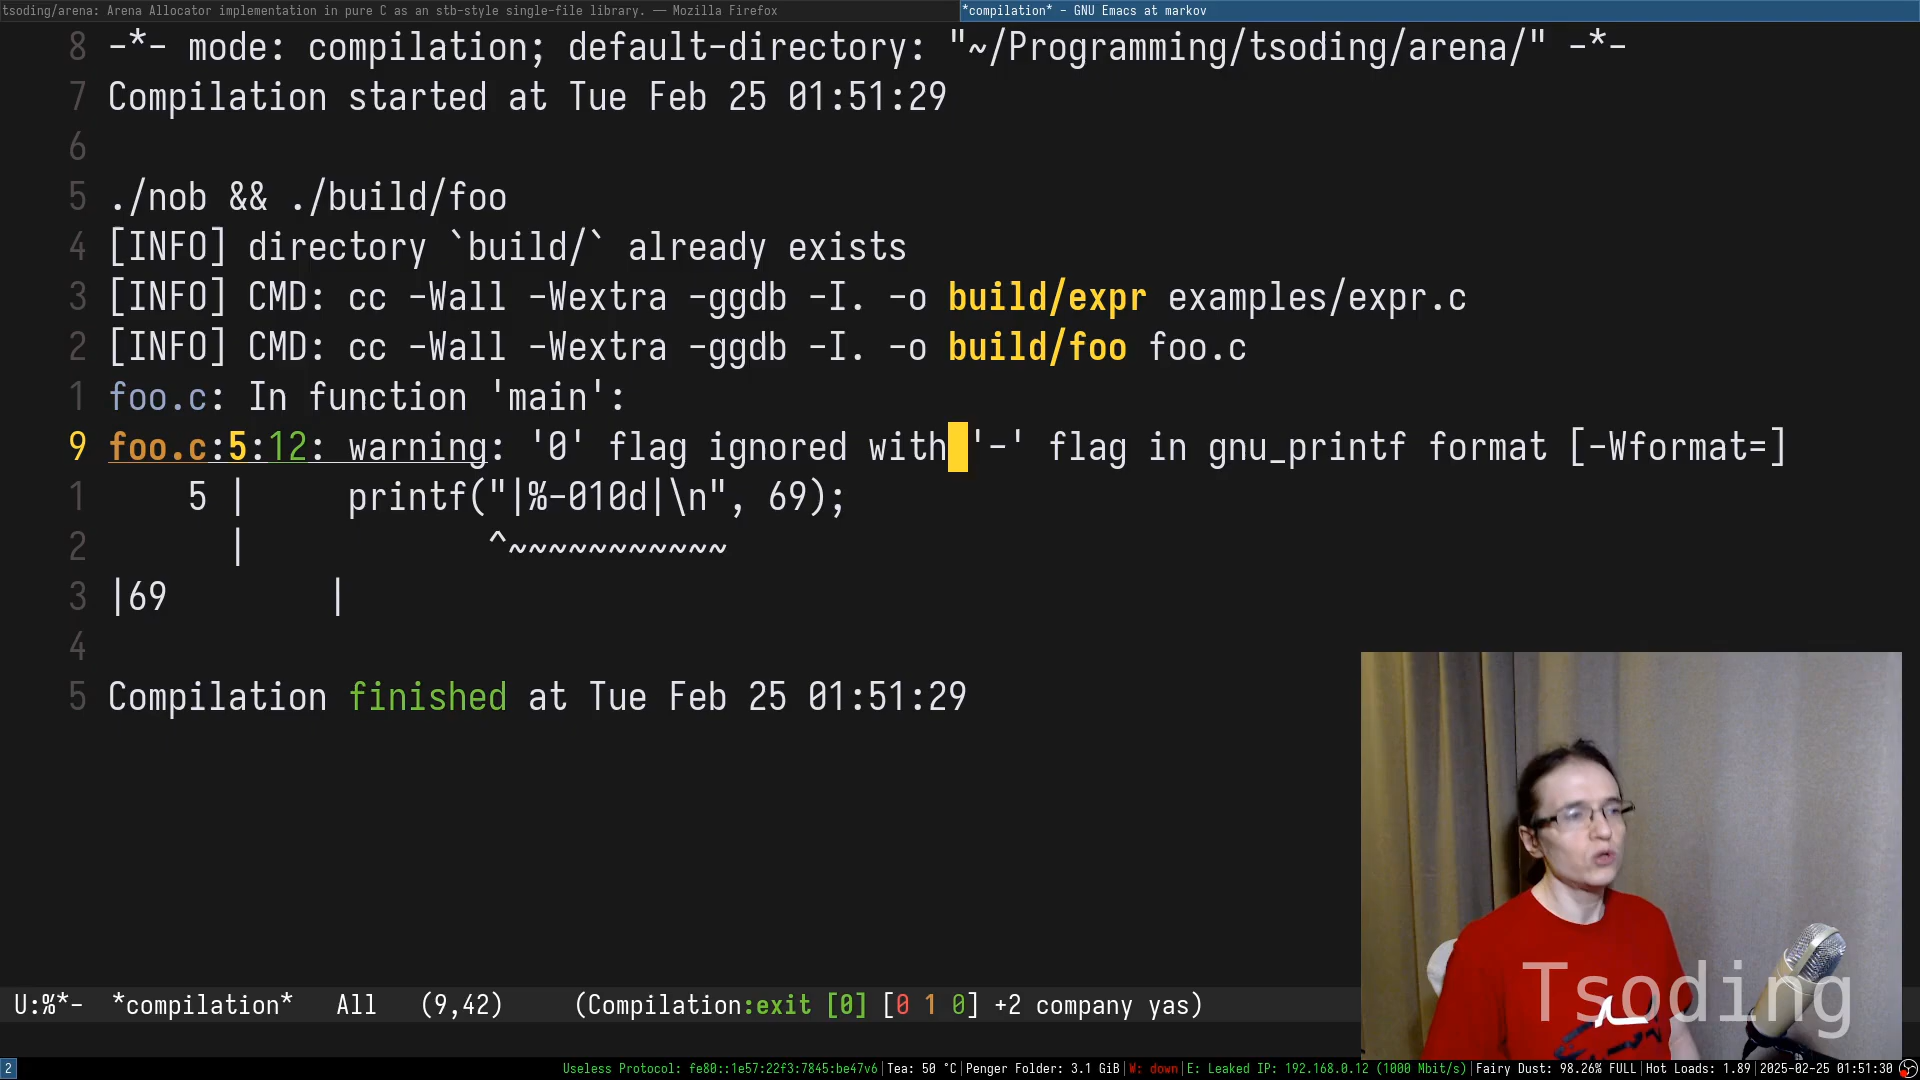 tsoding/arena: Arena Allocator implementation in pure C as an stb-style single-file library. — Mozilla Firefox
*compilation* - GNU Emacs at markov
8 -*- mode: compilation; default-directory: "~/Programming/tsoding/arena/" -*-
7 Compilation started at Tue Feb 25 01:51:29
6
5 ./nob && ./build/foo
4 [INFO] directory `build/` already exists
3 [INFO] CMD: cc -Wall -Wextra -ggdb -I. -o build/expr examples/expr.c
2 [INFO] CMD: cc -Wall -Wextra -ggdb -I. -o build/foo foo.c
1 foo.c: In function 'main':
9 foo.c:5:12: warning: '0' flag ignored with '-' flag in gnu_printf format [-Wformat=]
1     5 |     printf("|%-010d|\n", 69);
2       |            ^~~~~~~~~~~~
3 |69        |
4
5 Compilation finished at Tue Feb 25 01:51:29
Tsoding
U:%*-  *compilation*   All   (9,42)    (Compilation:exit [0] [0 1 0] +2 company yas)
2
Useless Protocol: fe80::1e57:22f3:7845:be47v6|Tea: 50 °C|Penger Folder: 3.1 GiB|W: down|E: Leaked IP: 192.168.0.12 (1000 Mbit/s)|Fairy Dust: 98.26% FULL|Hot Loads: 1.89|2025-02-25 01:51:30